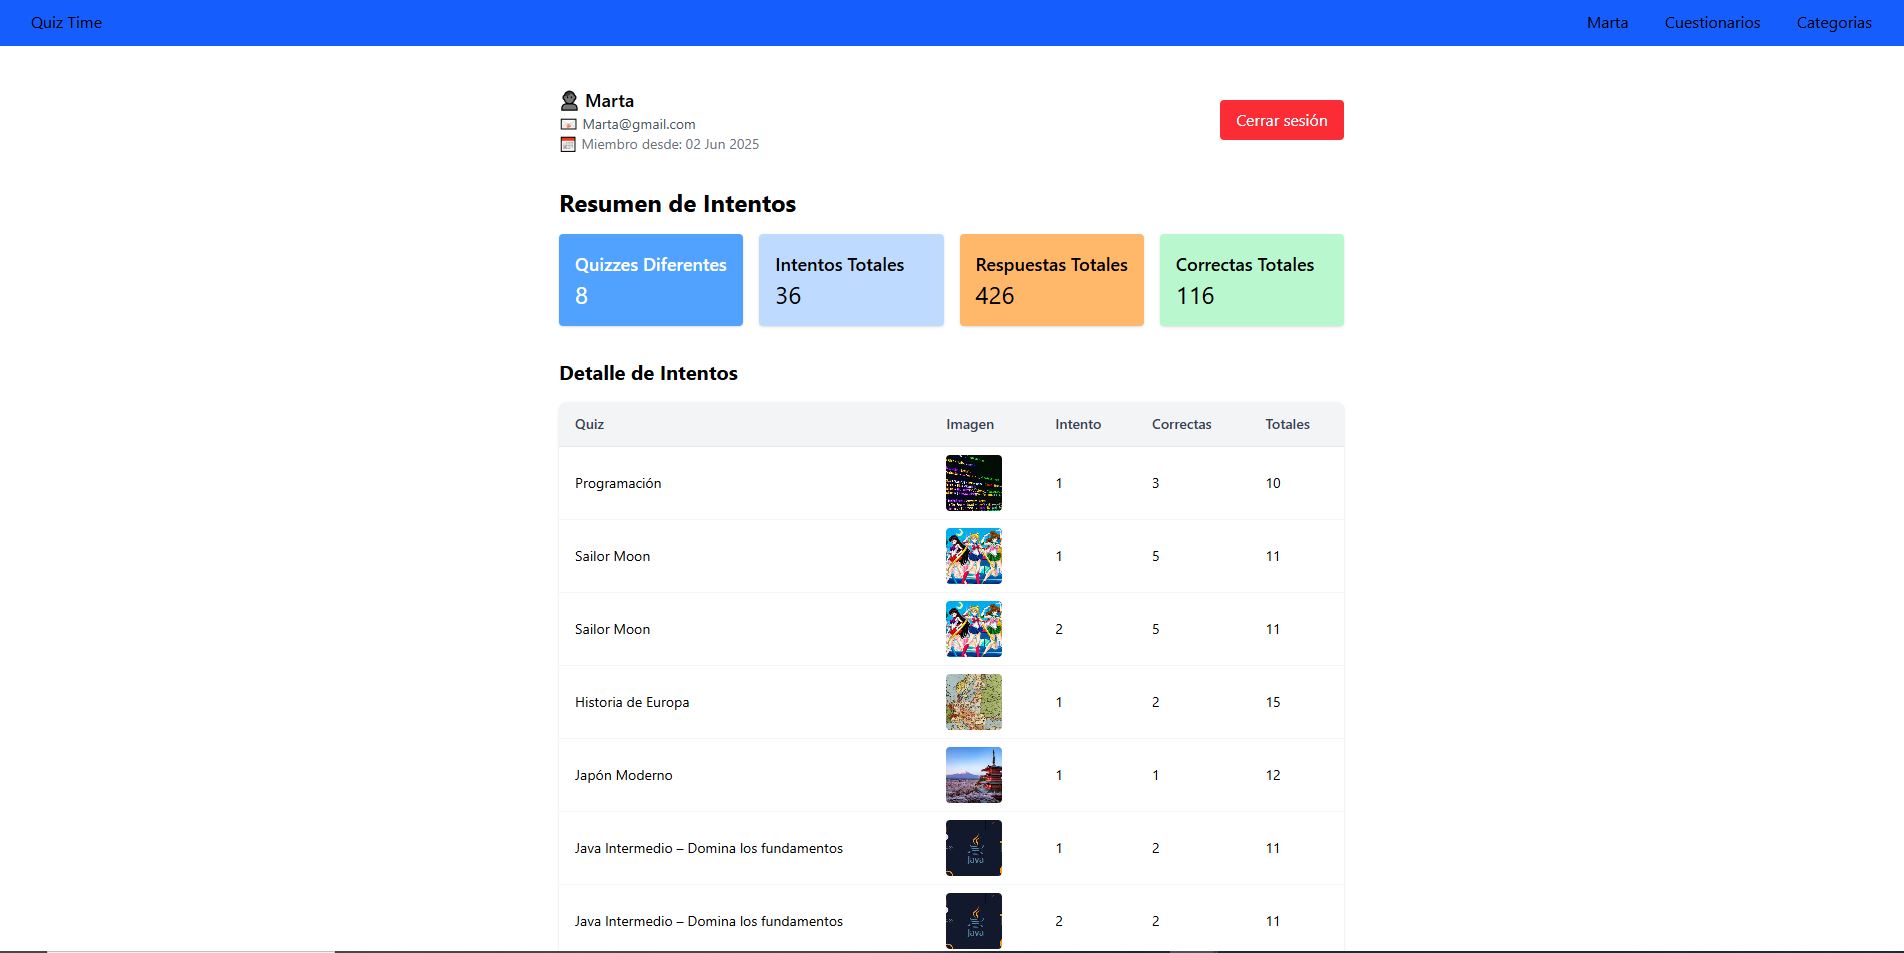 Quiz Time Marta Cuestionarios Categorias
Marta
Marta@gmail.com
Miembro desde: 02 Jun 2025
Cerrar sesión
Resumen de Intentos
Quizzes Diferentes
8
Intentos Totales
36
Respuestas Totales
426
Correctas Totales
116
Detalle de Intentos
Quiz Imagen Intento Correctas Totales
Programación 1 3 10
Sailor Moon 1 5 11
Sailor Moon 2 5 11
Historia de Europa 1 2 15
Japón Moderno 1 1 12
Java Intermedio – Domina los fundamentos Java 1 2 11
Java Intermedio – Domina los fundamentos Java 2 2 11